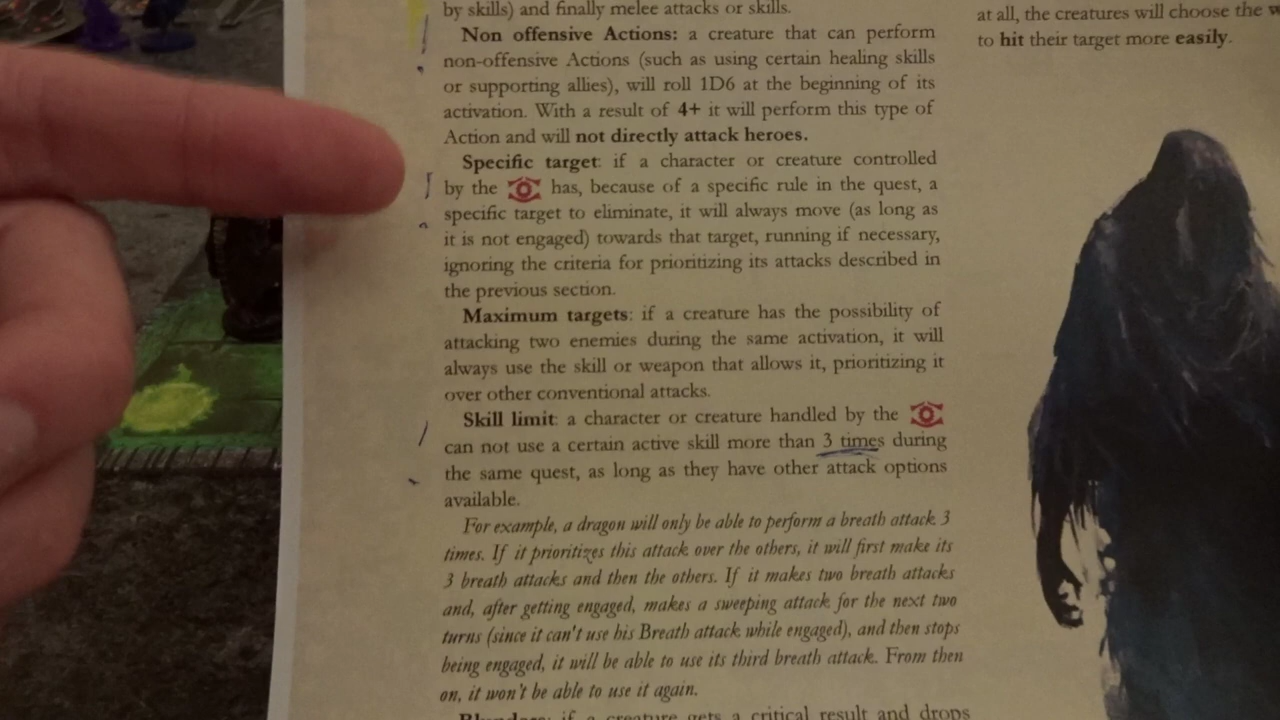 by skills) and finally melee attacks or skills.
Non offensive Actions: a creature that can perform
non-offensive Actions (such as using certain healing skills
or supporting allies), will roll 1D6 at the beginning of its
activation. With a result of 4+ it will perform this type of
Action and will not directly attack heroes.
Specific target: if a character or creature controlled
by the has, because of a specific rule in the quest, a
specific target to eliminate, it will always move (as long as
it is not engaged) towards that target, running if necessary,
ignoring the criteria for prioritizing its attacks described in
the previous section.
Maximum targets: if a creature has the possibility of
attacking two enemies during the same activation, it will
always use the skill or weapon that allows it, prioritizing it
over other conventional attacks.
Skill limit: a character or creature handled by the
can not use a certain active skill more than 3 times during
the same quest, as long as they have other attack options
available.
For example, a dragon will only be able to perform a breath attack 3
times. If it prioritizes this attack over the others, it will first make its
3 breath attacks and then the others. If it makes two breath attacks
and, after getting engaged, makes a sweeping attack for the next two
turns (since it can't use his Breath attack while engaged), and then stops
being engaged, it will be able to use its third breath attack. From then
on, it won't be able to use it again.
Blunders: if a creature gets a critical result and drops
at all, the creatures will choose the
to hit their target more easily.